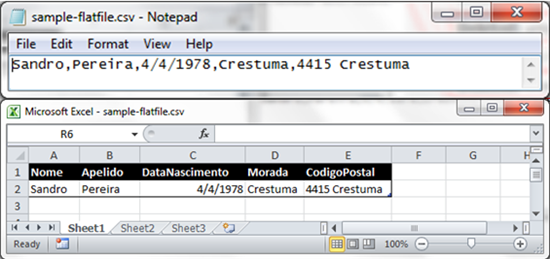 sample-flatfile.csv - Notepad
File Edit Format View Help
Sandro,Pereira,4/4/1978,Crestuma,4415 Crestuma
Microsoft Excel - sample-flatfile.csv
R6 fx
A B C D E F G H
1 Nome Apelido DataNascimento Morada CodigoPostal
2 Sandro Pereira 4/4/1978 Crestuma 4415 Crestuma
3
Sheet1 Sheet2 Sheet3
Ready 100%